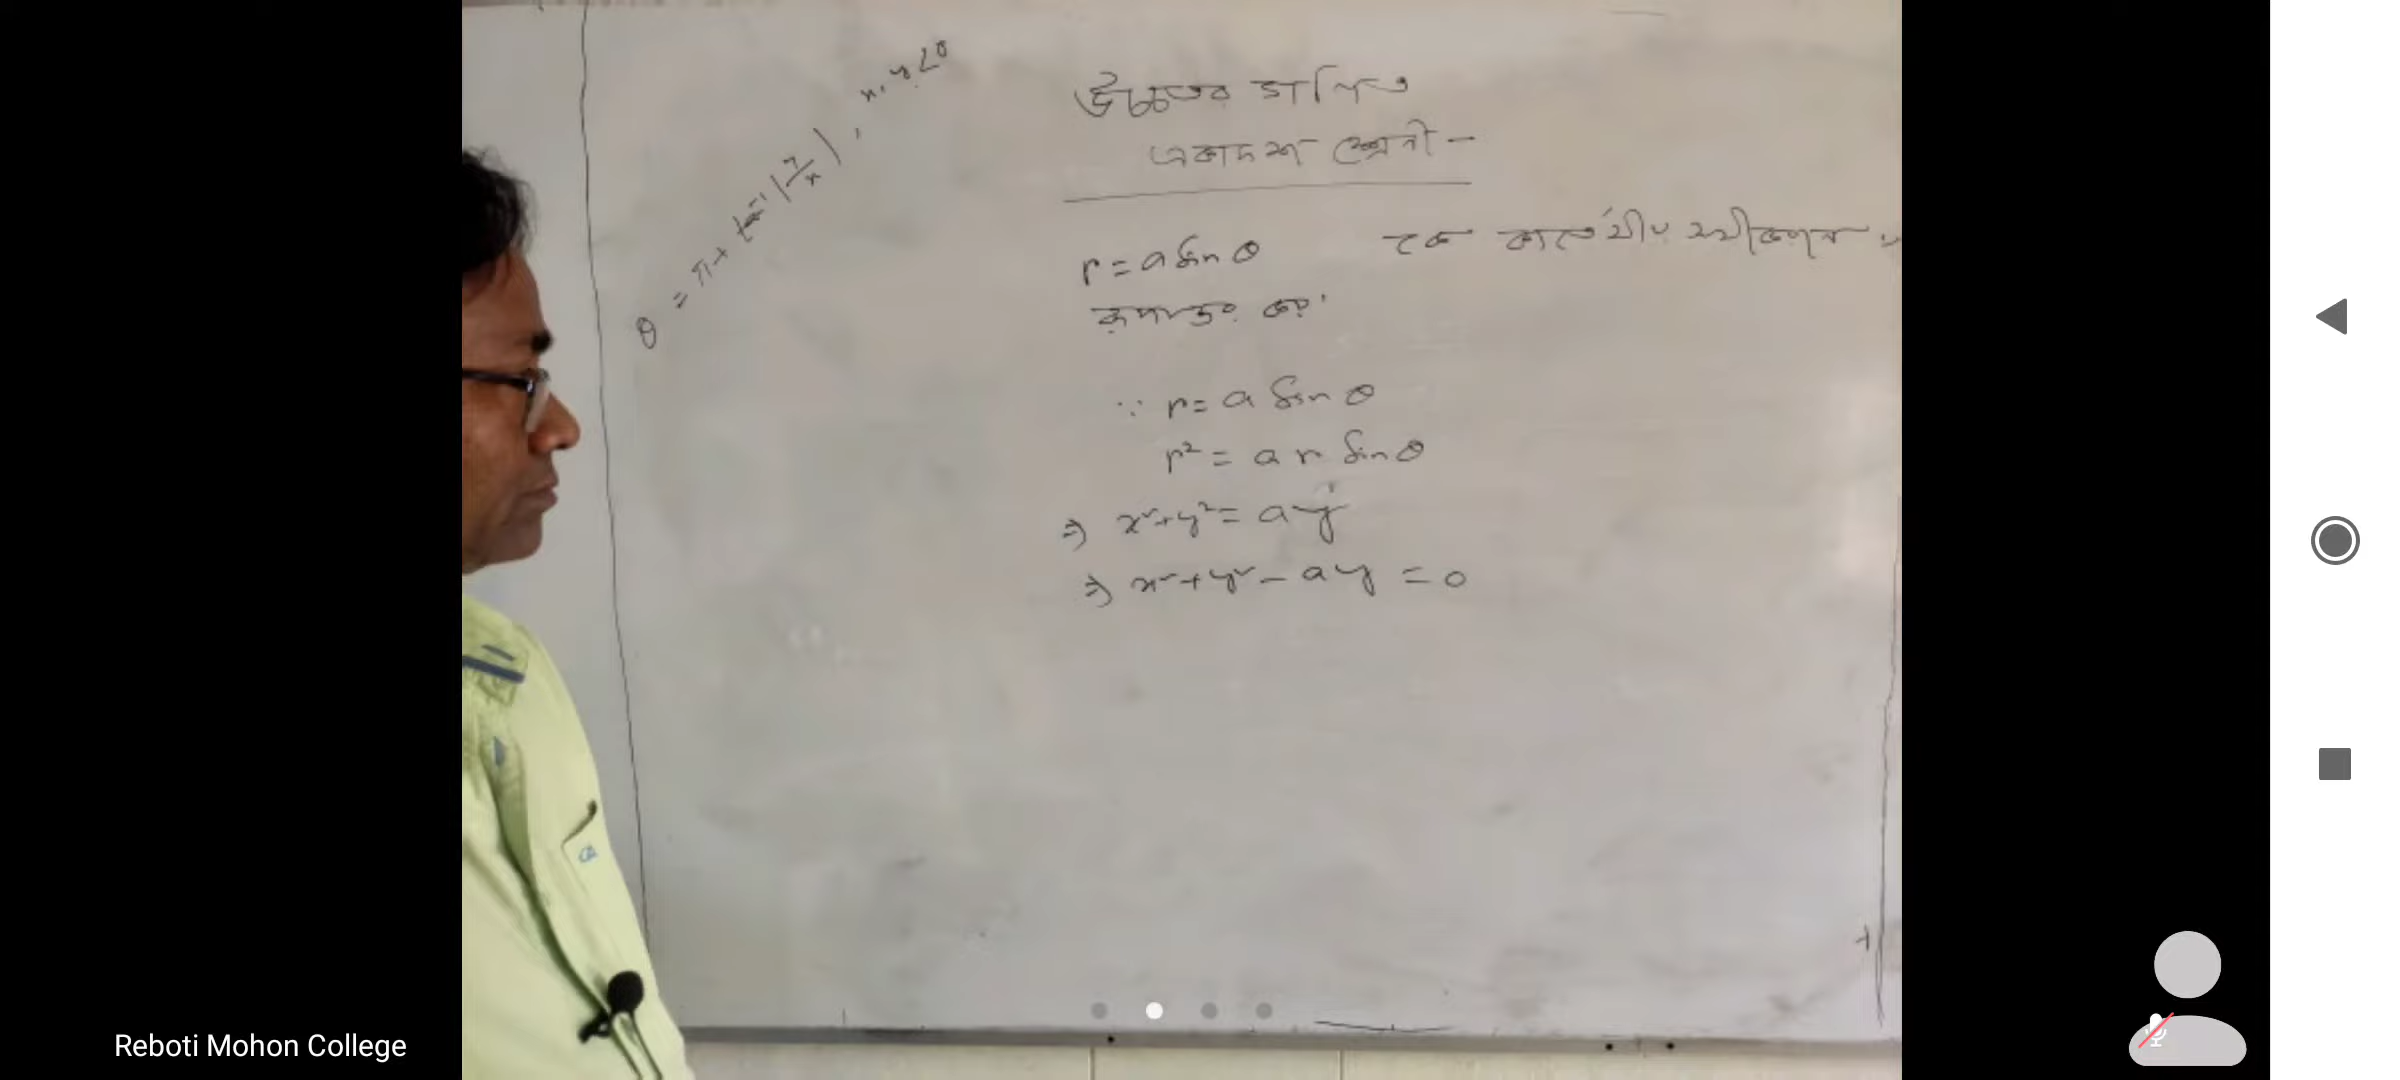 উচ্চতর গণিত
একাদশ শ্রেণী -
θ = π + tan⁻¹ |y/x|, x, y < 0
r = a sin θ কে কার্তেসীয় সমীকরণে
রূপান্তর কর।
∵ r = a sin θ
r² = a r sin θ
⇒ x² + y² = ay
⇒ x² + y² - ay = 0
Reboti Mohon College